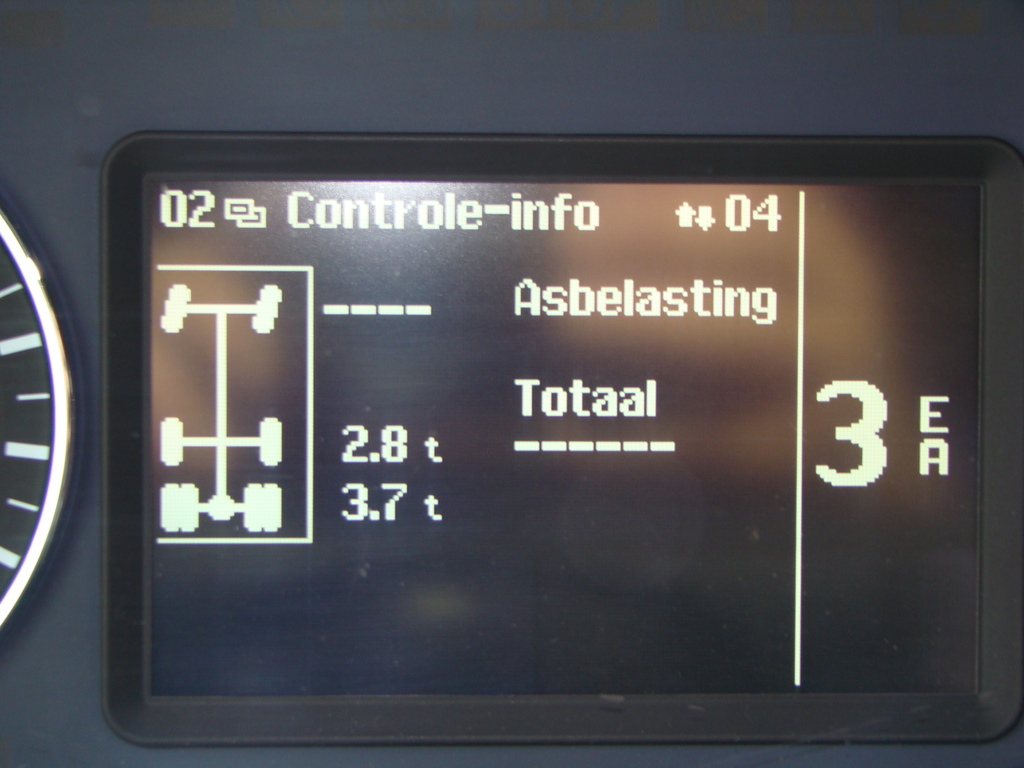 02 Controle-info 04
---- Asbelasting
Totaal
2.8 t ------
3.7 t
3 E
A